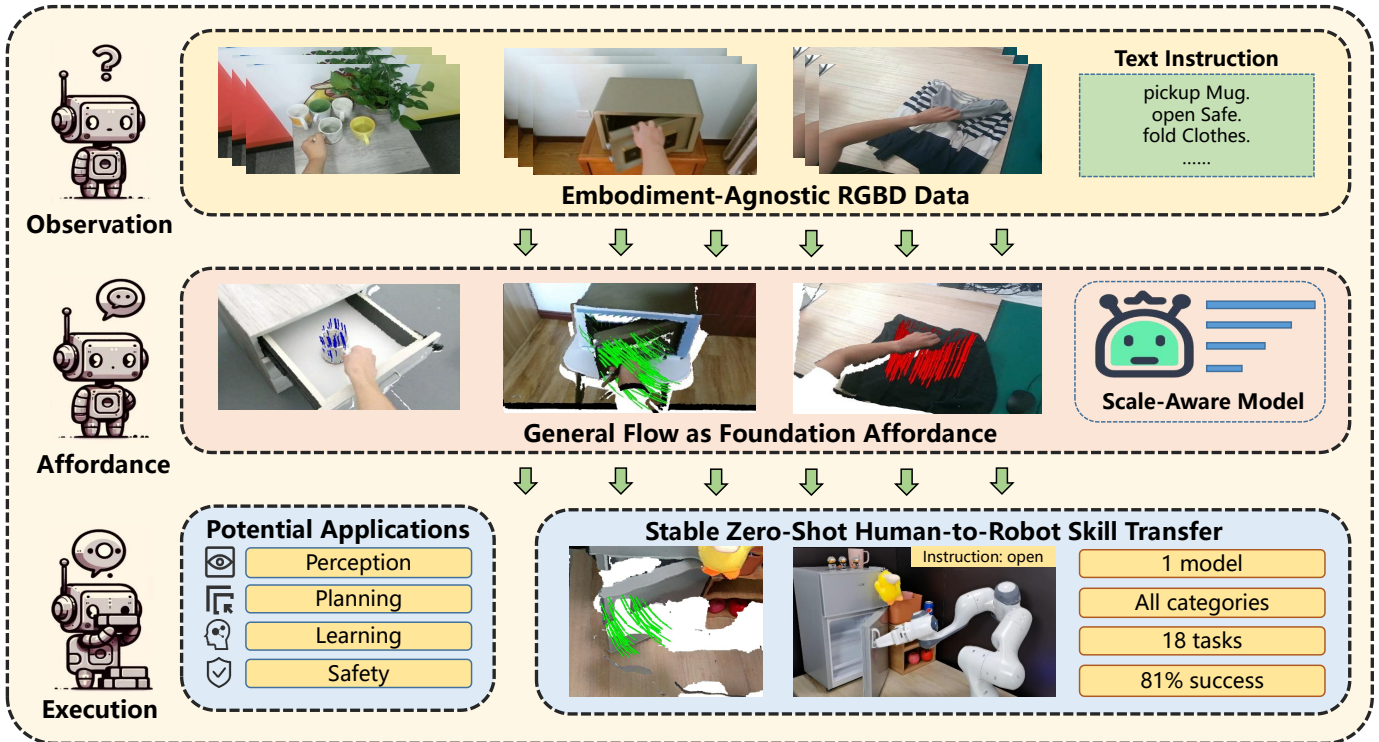 Text Instruction
pickup Mug.
open Safe.
fold Clothes.
......
Embodiment-Agnostic RGBD Data
Observation
General Flow as Foundation Affordance
Scale-Aware Model
Affordance
Potential Applications
Perception
Planning
Learning
Safety
Stable Zero-Shot Human-to-Robot Skill Transfer
Instruction: open
1 model
All categories
18 tasks
81% success
Execution